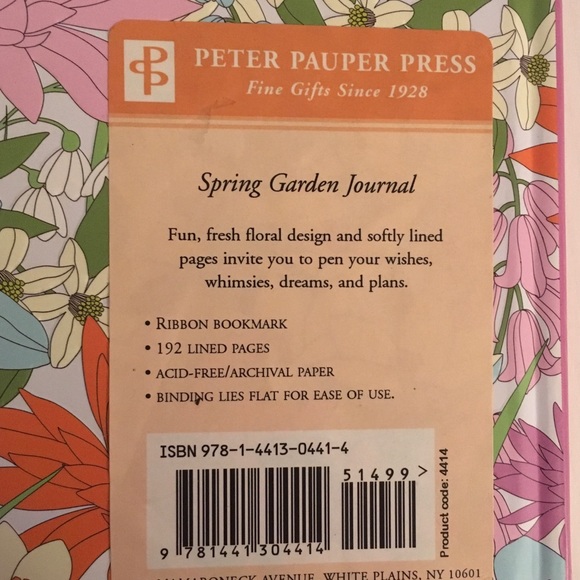 PETER PAUPER PRESS
Fine Gifts Since 1928
Spring Garden Journal
Fun, fresh floral design and softly lined
pages invite you to pen your wishes,
whimsies, dreams, and plans.
• RIBBON BOOKMARK
• 192 LINED PAGES
• ACID-FREE/ARCHIVAL PAPER
• BINDING LIES FLAT FOR EASE OF USE.
ISBN 978-1-4413-0441-4
51499>
9 781441 304414
Product code: 4414
MAMARONECK AVENUE, WHITE PLAINS, NY 10601